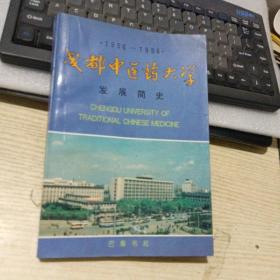 ·1956—1996·
成都中医药大学
发展简史
CHENGDU UNIVERSITY OF
TRADITIONAL CHINESE MEDICINE
巴蜀书社